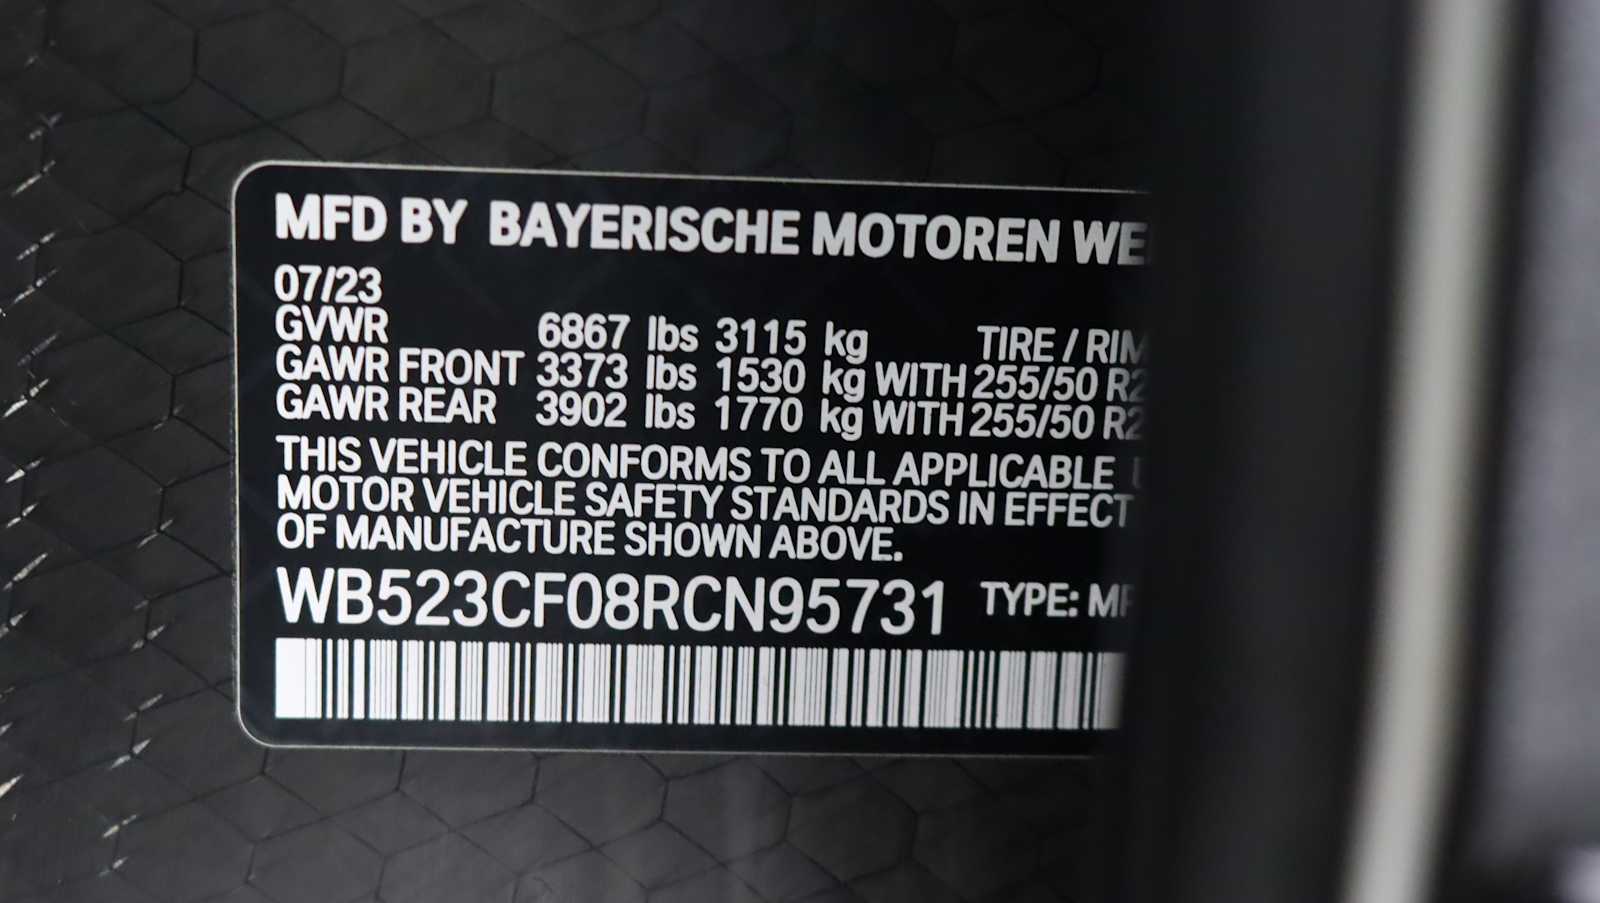 MFD BY BAYERISCHE MOTOREN
07/23
GVWR 6867 lbs 3115 kg TIRE / RIM
GAWR FRONT 3373 lbs 1530 kg WITH 255/50
GAWR REAR 3902 lbs 1770 kg WITH 255/50
THIS VEHICLE CONFORMS TO ALL APPLICABLE
MOTOR VEHICLE SAFETY STANDARDS IN EFFECT
OF MANUFACTURE SHOWN ABOVE.
WB523CF08RCN95731 TYPE: